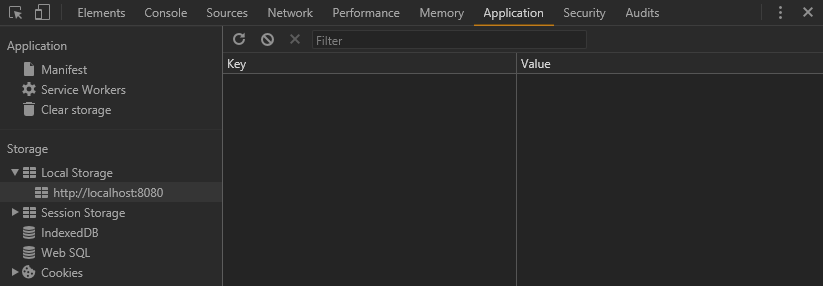 Elements Console Sources Network Performance Memory Application Security Audits
Application
Manifest
Service Workers
Clear storage
Storage
Local Storage
http://localhost:8080
Session Storage
IndexedDB
Web SQL
Cookies
Filter
Key Value